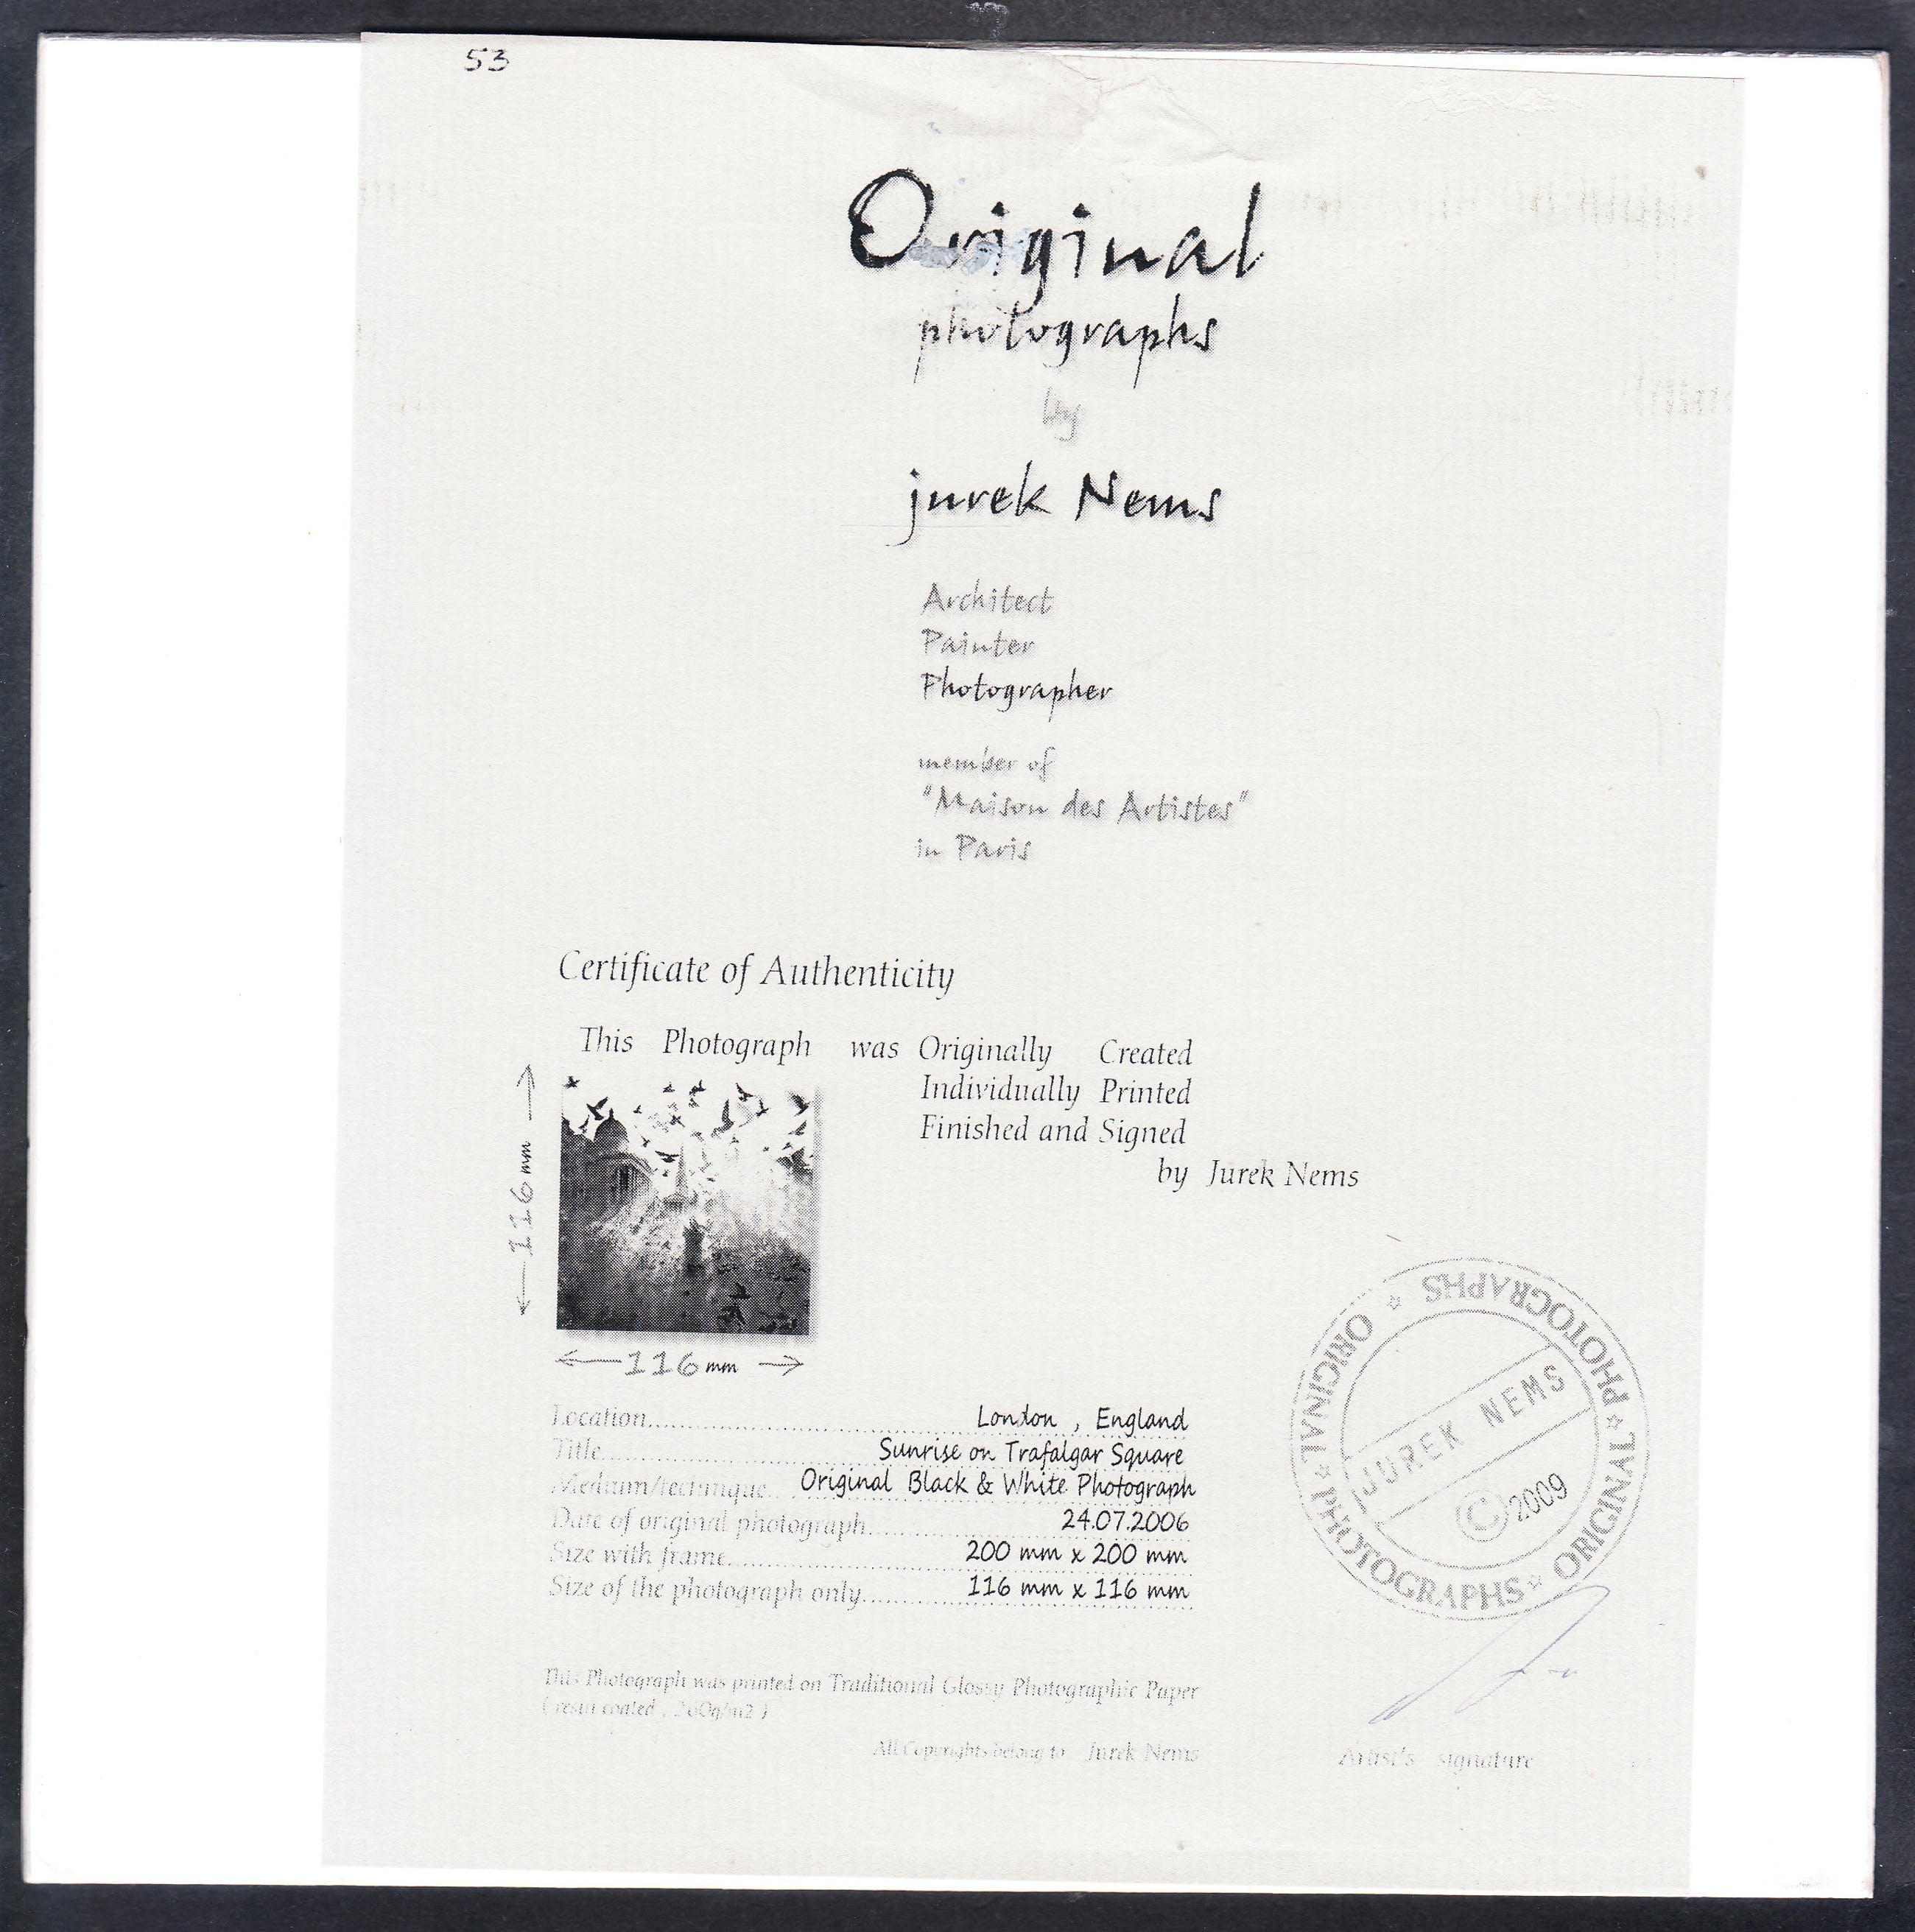 53
Original
photographs
by
jurek Nems
Architect
Painter
Photographer
member of
"Maison des Artistes"
in Paris
Certificate of Authenticity
This Photograph was Originally Created
Individually Printed
Finished and Signed
by Jurek Nems
116 mm
116 mm
Location.......... London , England
Title.......... Sunrise on Trafalgar Square
Medium/technique.. Original Black & White Photograph
Date of original photograph.......... 24.07.2006
Size with frame.......... 200 mm x 200 mm
Size of the photograph only.......... 116 mm x 116 mm
ORIGINAL ☆ PHOTOGRAPHS ☆ ORIGINAL ☆ PHOTOGRAPHS ☆
JUREK NEMS
© 2009
This Photograph was printed on Traditional Glossy Photographic Paper
( resin coated , 260g/m2 )
All Copyrights belong to Jurek Nems
Artist's signature